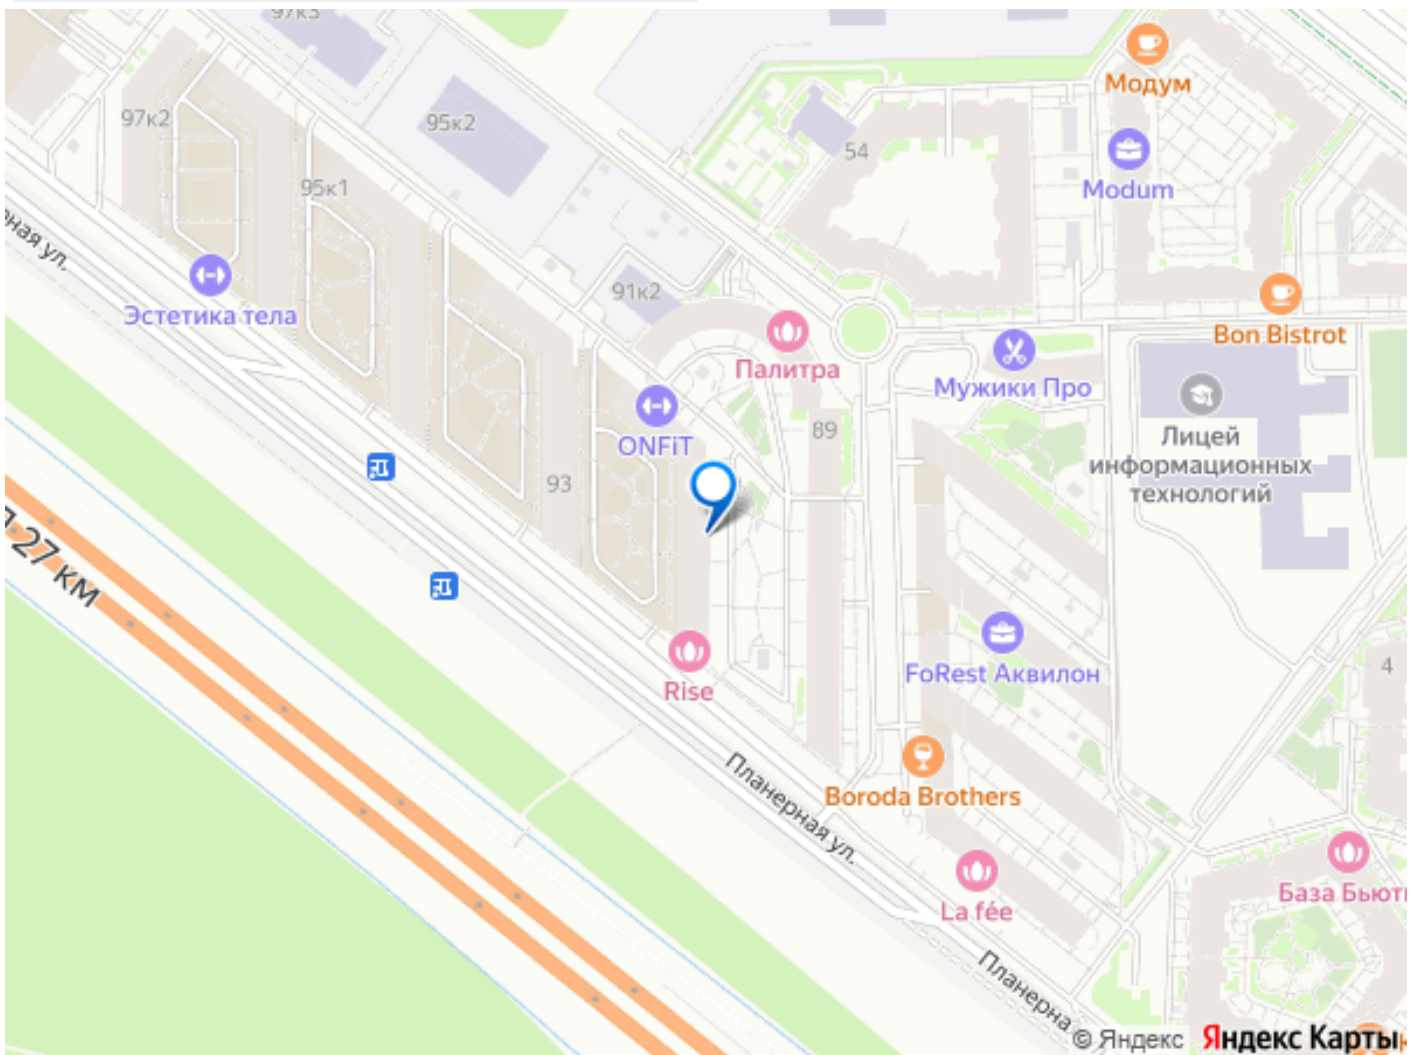 97к3
Модум
97к2
95к2
54
Modum
95к1
ная ул.
91к2
Эстетика тела
Палитра
Bon Bistrot
Мужики Про
ONFiT
89
Лицей
информационных
технологий
93
27 км
Rise
FoRest Аквилон
4
Планерная ул.
Boroda Brothers
La fée
База Бьюти
Планерна
© Яндекс Яндекс Карты